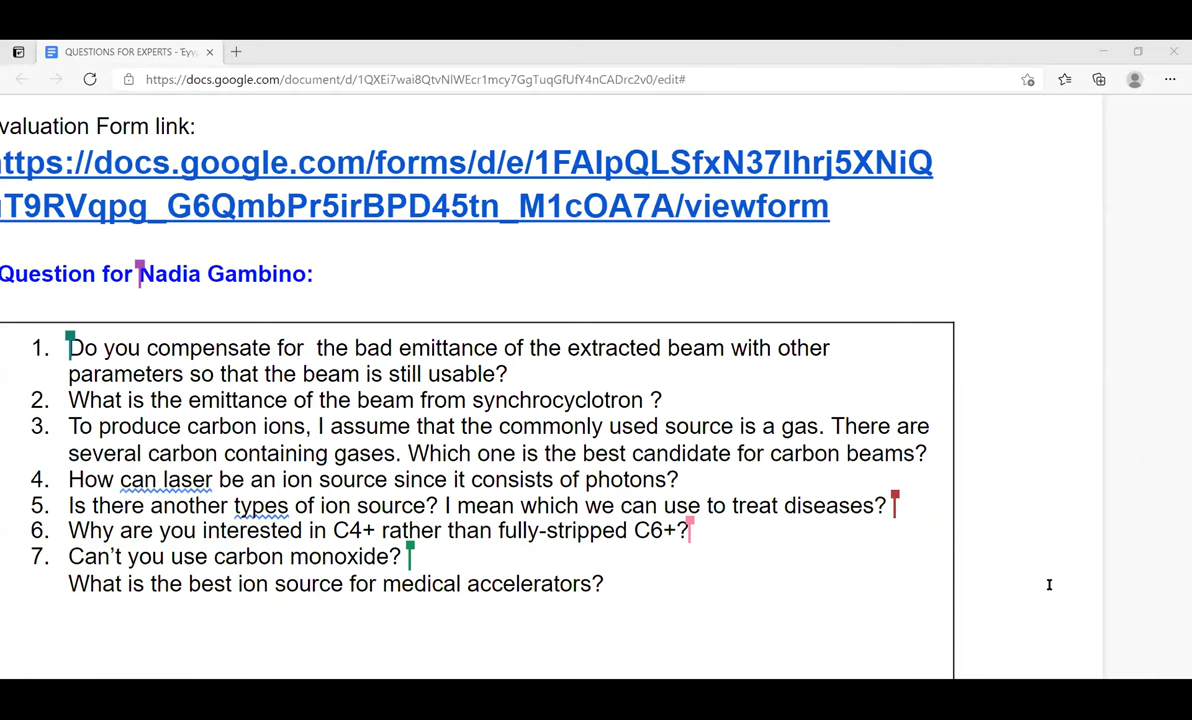 QUESTIONS FOR EXPERTS - Έγγ
https://docs.google.com/document/d/1QXEi7wai8QtvNlWEcr1mcy7GgTuqGfUfY4nCADrc2v0/edit#
valuation Form link:
ttps://docs.google.com/forms/d/e/1FAIpQLSfxN37Ihrj5XNiQ
T9RVqpg_G6QmbPr5irBPD45tn_M1cOA7A/viewform
Question for Nadia Gambino:
1. Do you compensate for the bad emittance of the extracted beam with other
parameters so that the beam is still usable?
2. What is the emittance of the beam from synchrocyclotron ?
3. To produce carbon ions, I assume that the commonly used source is a gas. There are
several carbon containing gases. Which one is the best candidate for carbon beams?
4. How can laser be an ion source since it consists of photons?
5. Is there another types of ion source? I mean which we can use to treat diseases?
6. Why are you interested in C4+ rather than fully-stripped C6+?
7. Can’t you use carbon monoxide?
What is the best ion source for medical accelerators?